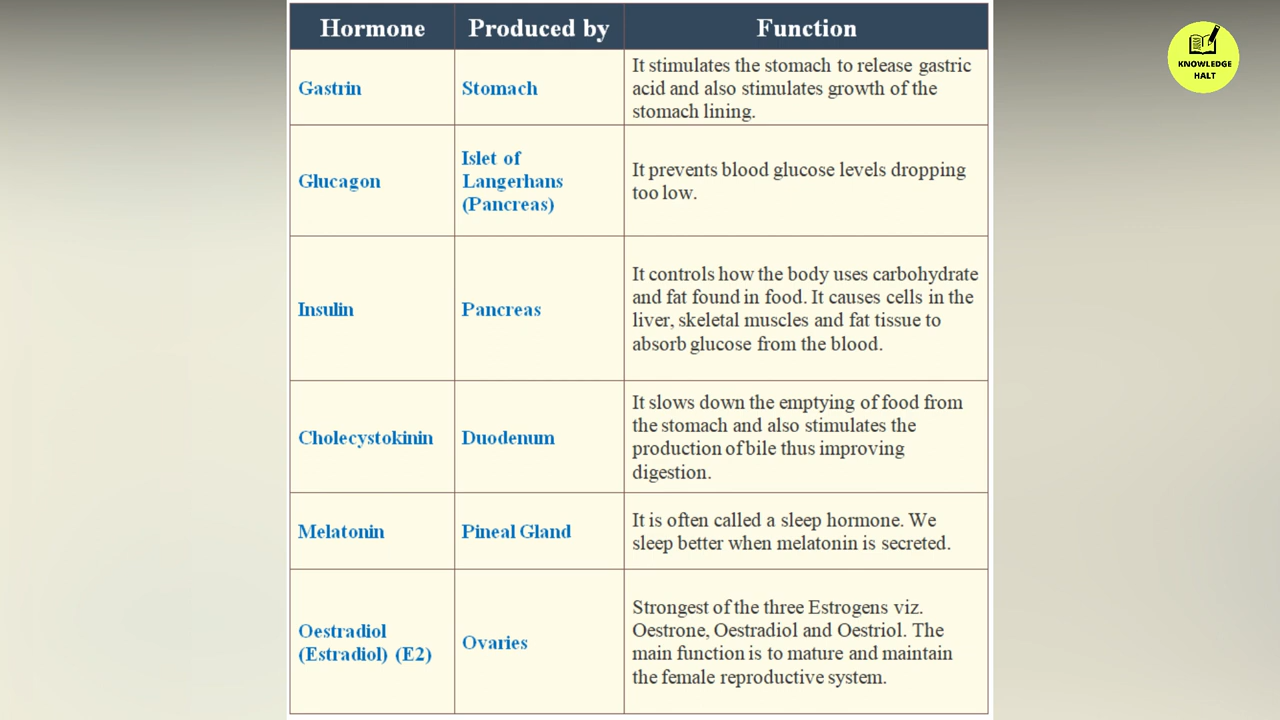 Hormone
Produced by
Function
Gastrin
Stomach
It stimulates the stomach to release gastric
acid and also stimulates growth of the
stomach lining.
Glucagon
Islet of
Langerhans
(Pancreas)
It prevents blood glucose levels dropping
too low.
Insulin
Pancreas
It controls how the body uses carbohydrate
and fat found in food. It causes cells in the
liver, skeletal muscles and fat tissue to
absorb glucose from the blood.
Cholecystokinin
Duodenum
It slows down the emptying of food from
the stomach and also stimulates the
production of bile thus improving
digestion.
Melatonin
Pineal Gland
It is often called a sleep hormone. We
sleep better when melatonin is secreted.
Oestradiol
(Estradiol) (E2)
Ovaries
Strongest of the three Estrogens viz.
Oestrone, Oestradiol and Oestriol. The
main function is to mature and maintain
the female reproductive system.
KNOWLEDGE
HALT